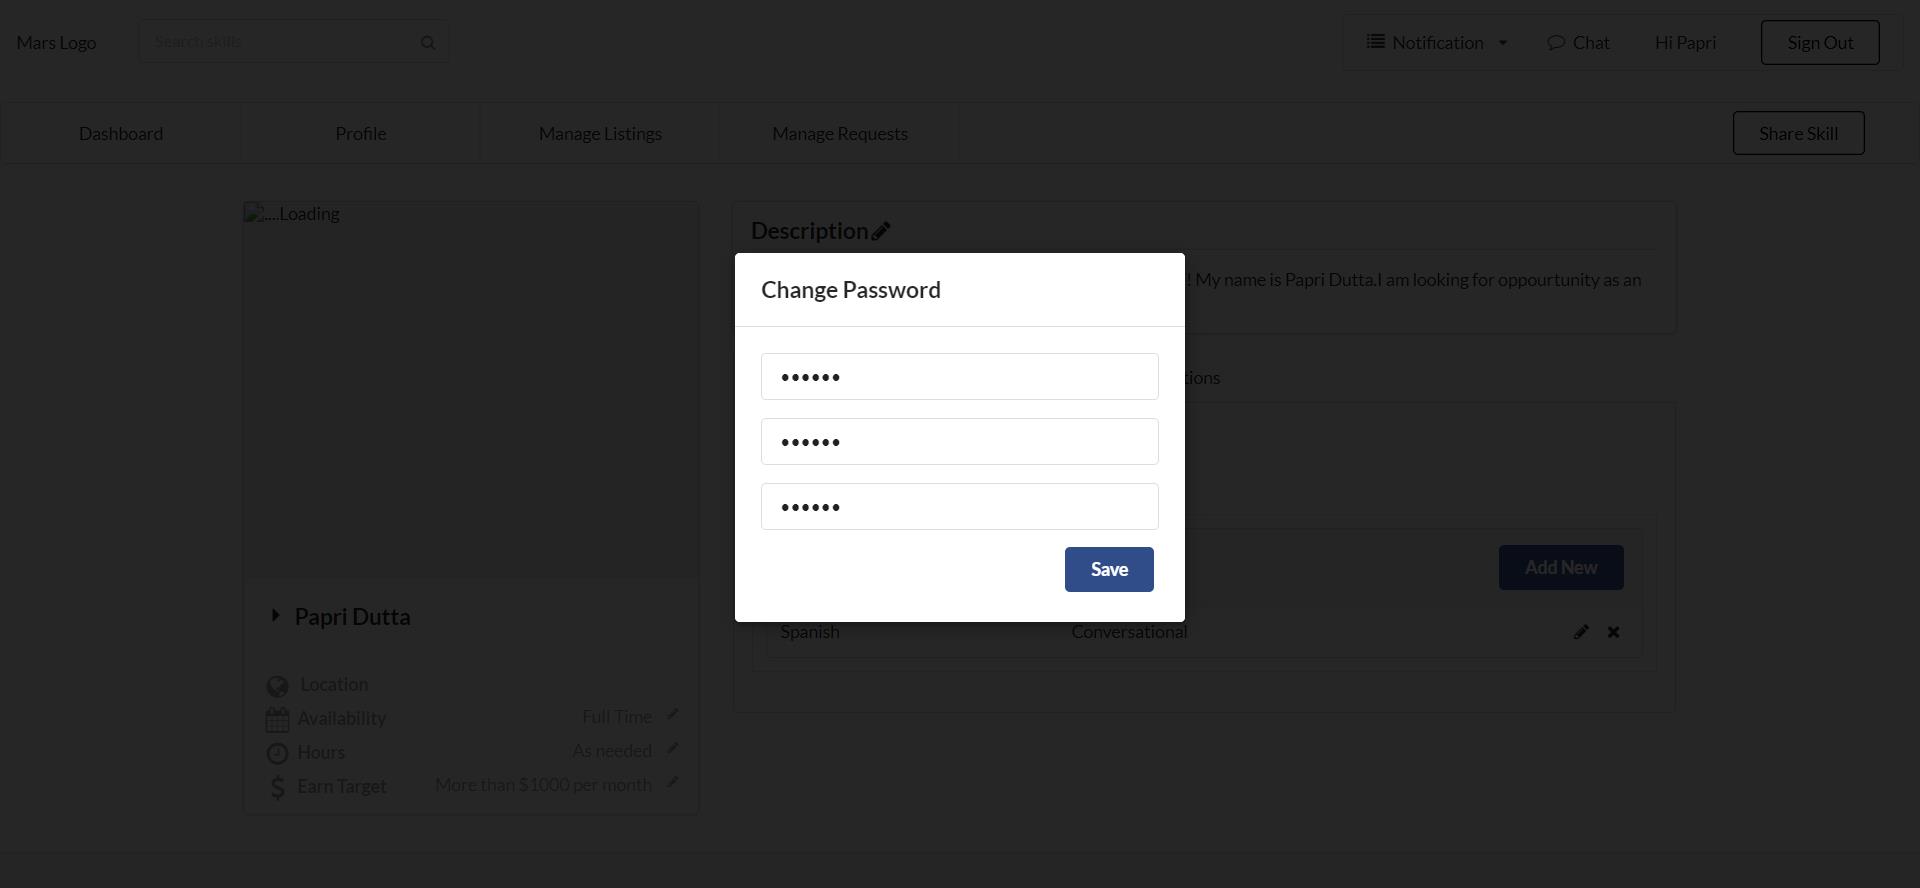 Mars Logo
Search skills
Notification
Chat
Hi Papri
Sign Out
Dashboard
Profile
Manage Listings
Manage Requests
Share Skill
....Loading
Papri Dutta
Location
Availability
Full Time
Hours
As needed
Earn Target
More than $1000 per month
Description
! My name is Papri Dutta.I am looking for oppourtunity as an
tions
Change Password
••••••
••••••
••••••
Save
Add New
Spanish
Conversational